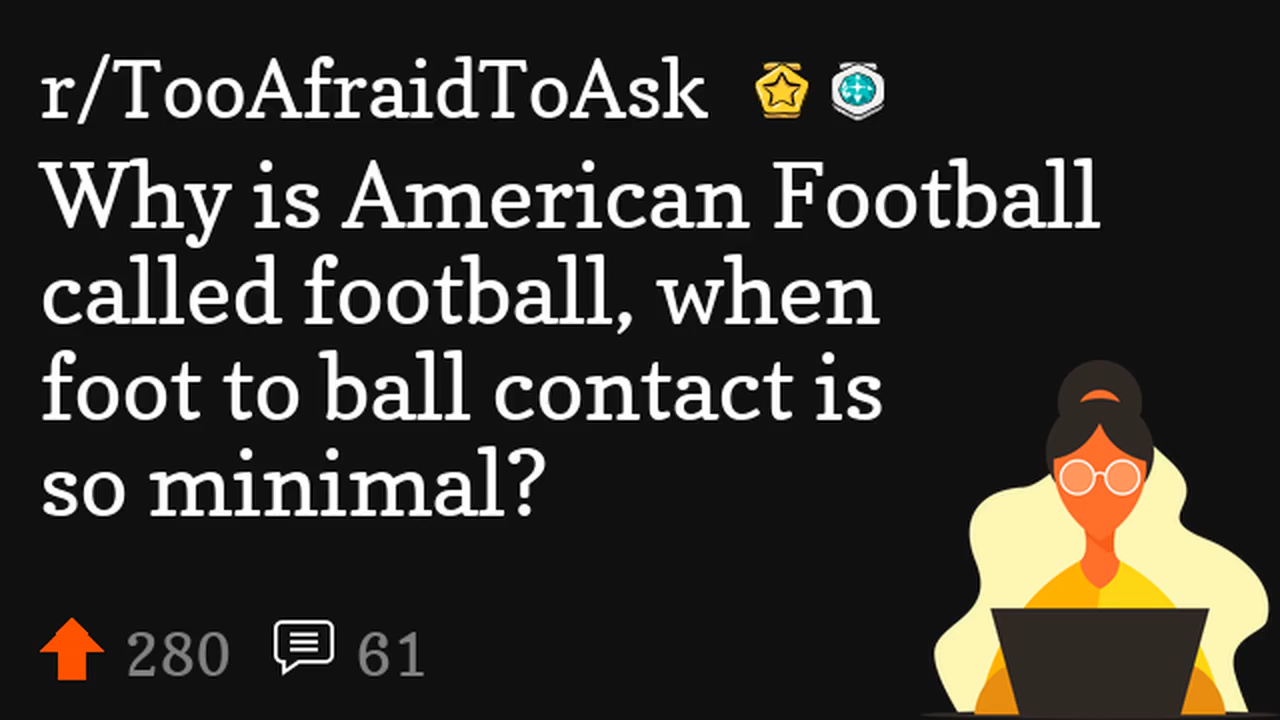 r/TooAfraidToAsk
Why is American Football
called football, when
foot to ball contact is
so minimal?
280 61